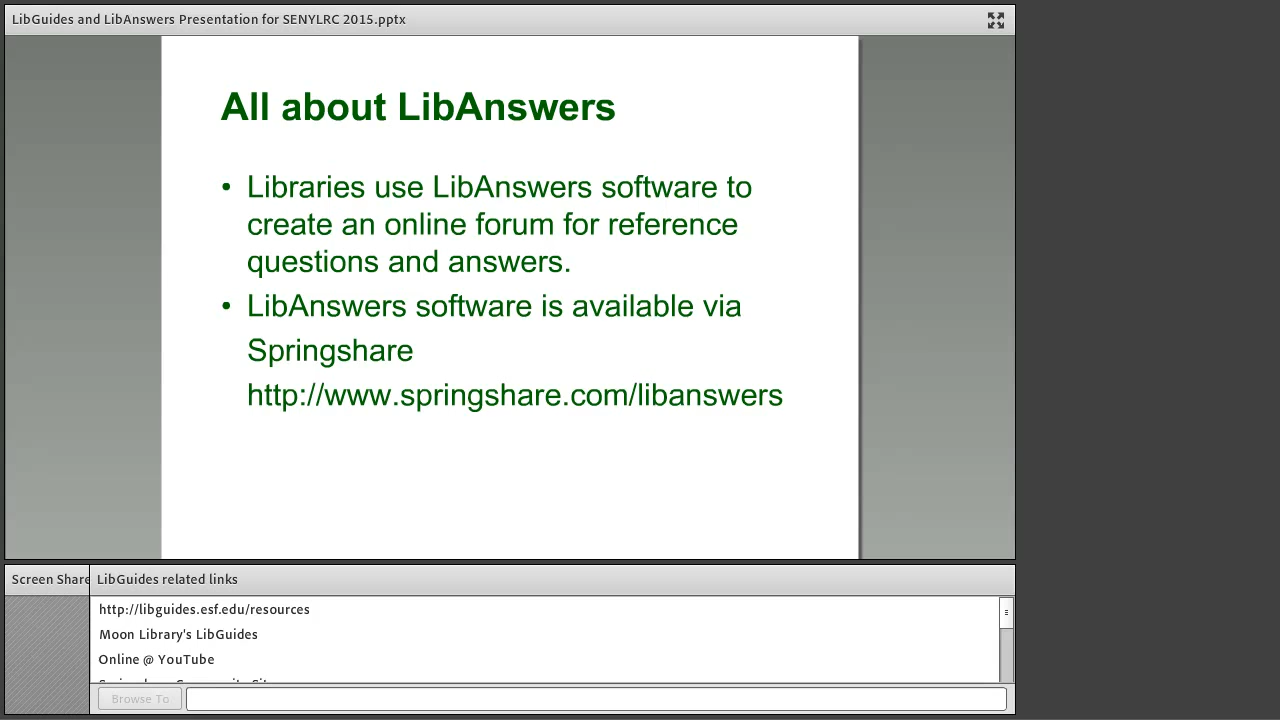 LibGuides and LibAnswers Presentation for SENYLRC 2015.pptx
All about LibAnswers
• Libraries use LibAnswers software to
create an online forum for reference
questions and answers.
• LibAnswers software is available via
Springshare
http://www.springshare.com/libanswers
Screen Share
LibGuides related links
http://libguides.esf.edu/resources
Moon Library's LibGuides
Online @ YouTube
Browse To